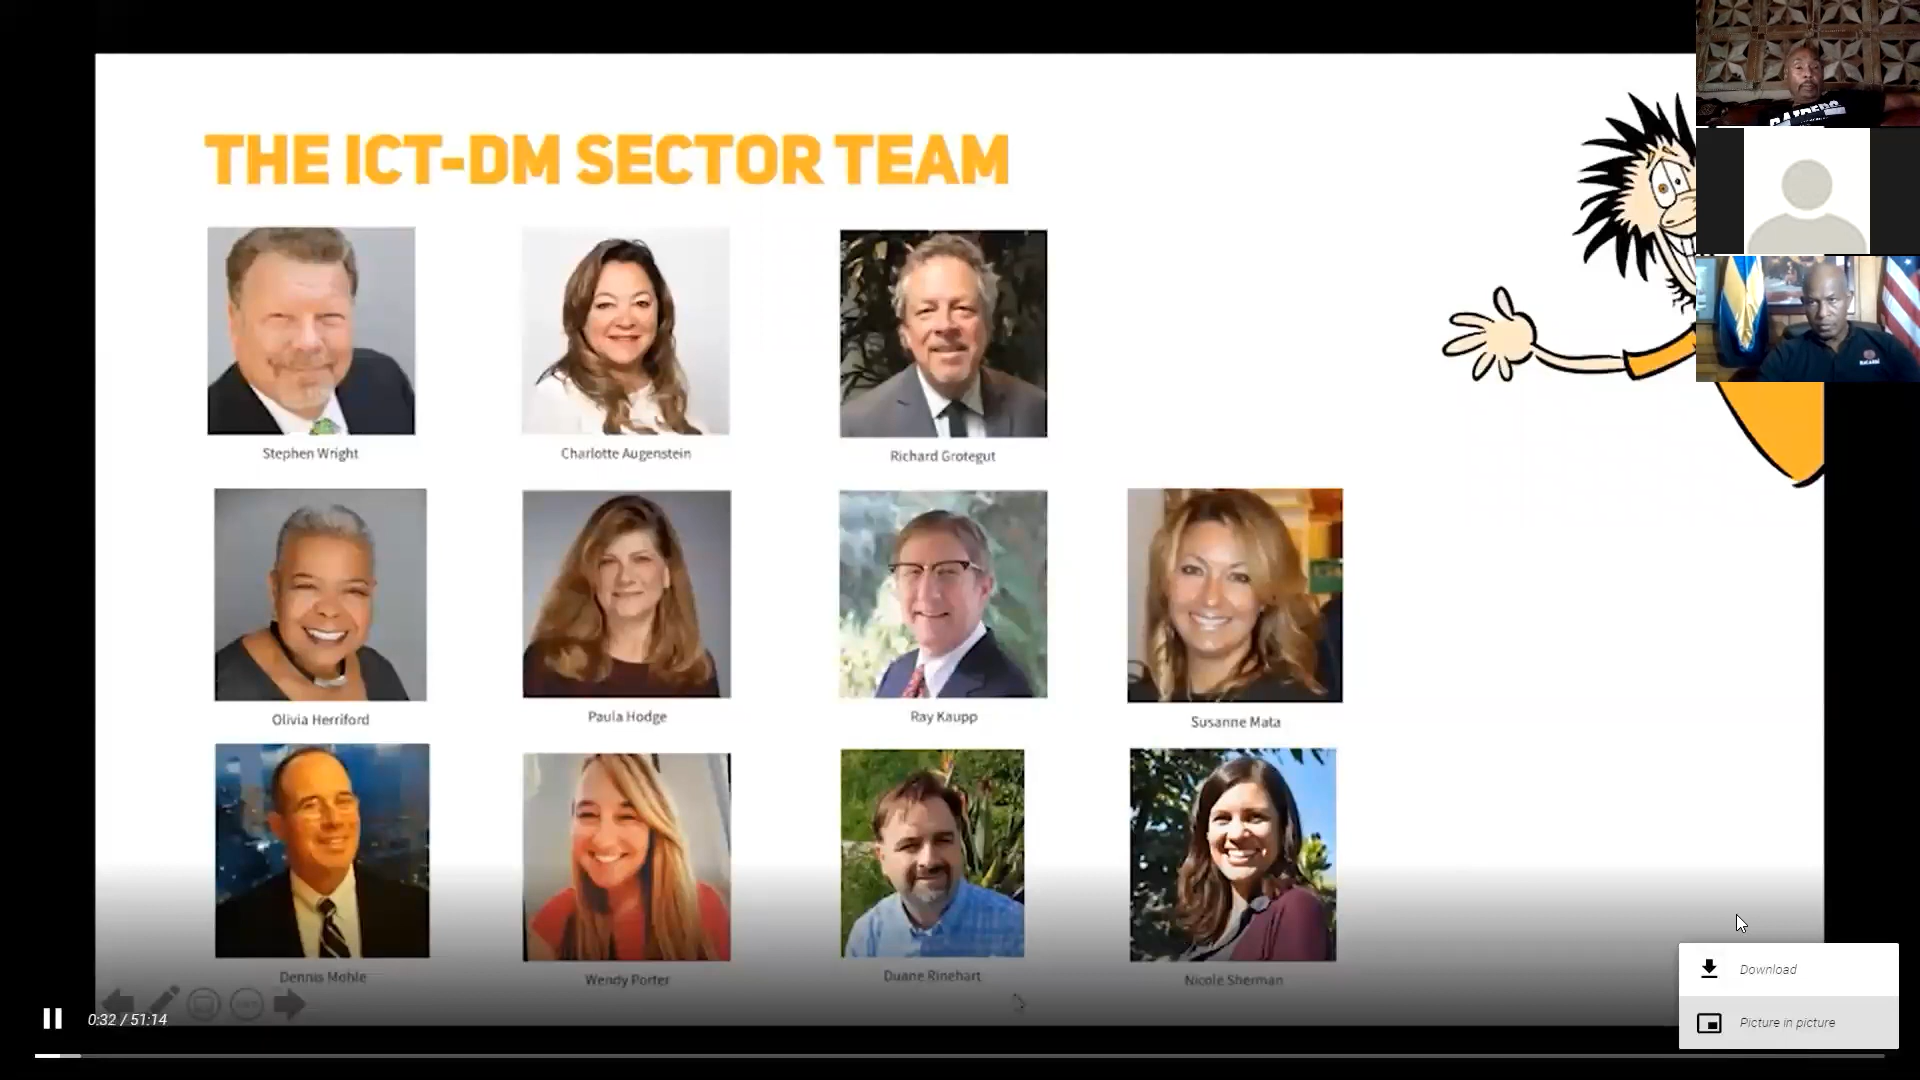 THE ICT-DM SECTOR TEAM
Stephen Wright
Charlotte Augenstein
Richard Grotegut
Olivia Herriford
Paula Hodge
Ray Kaupp
Susanne Mata
Dennis Mohle
Wendy Porter
Duane Rinehart
Nicole Sherman
0:32 / 51:14
Download
Picture in picture